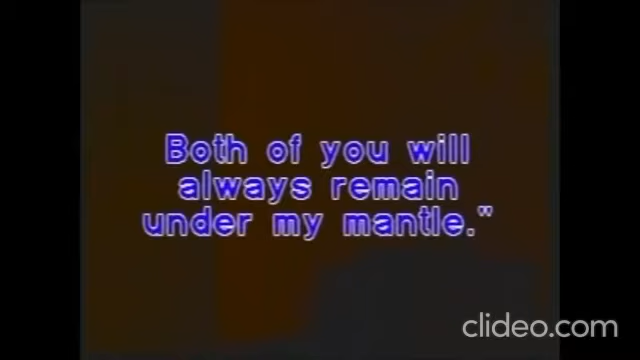 Both of you will
always remain
under my mantle."
clideo.com